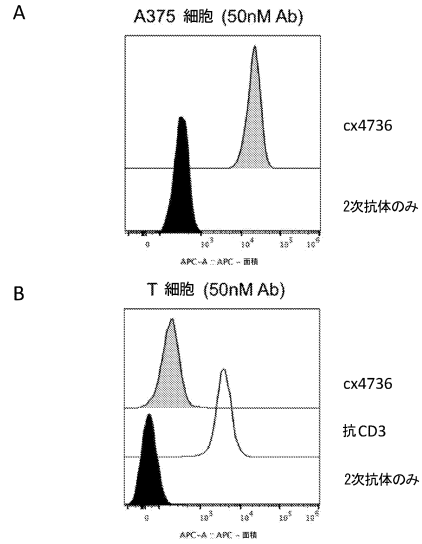 A
A375 細胞 (50nM Ab)
cx4736
2次抗体のみ
0 10³ 10⁴ 10⁵ 10⁶
APC-A :: APC - 面積
B
T 細胞 (50nM Ab)
cx4736
抗CD3
2次抗体のみ
0 10³ 10⁴ 10⁵ 10⁶
APC-A :: APC - 面積